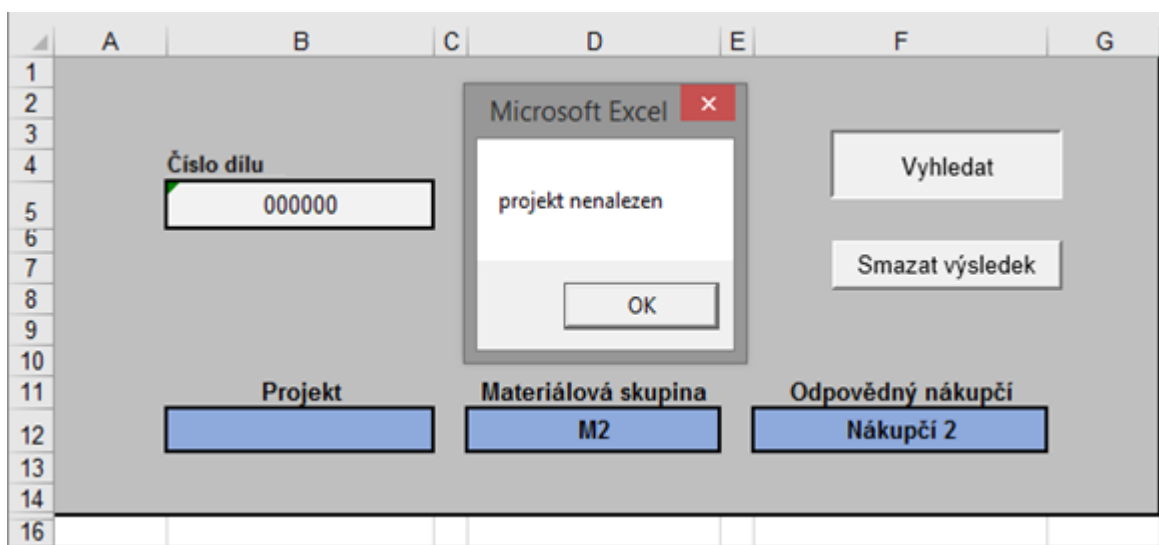 A B C D E F G
1
2
Microsoft Excel
3
4 Číslo dílu Vyhledat
5 000000 projekt nenalezen
6
7 Smazat výsledek
8 OK
9
10
11 Projekt Materiálová skupina Odpovědný nákupčí
12 M2 Nákupčí 2
13
14
16